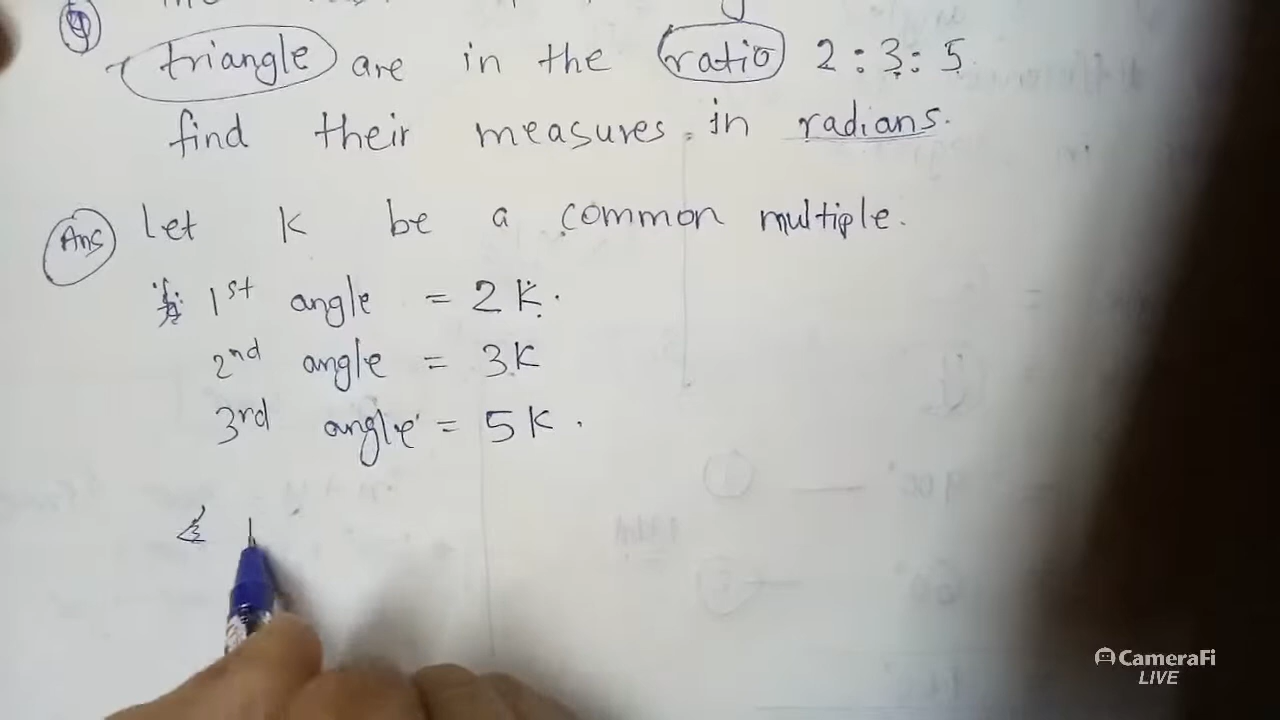 triangle are in the ratio 2 : 3 : 5
find their measures in radians.
Ans Let K be a common multiple.
1st angle = 2K.
2nd angle = 3K
3rd angle = 5K.
CameraFi
LIVE